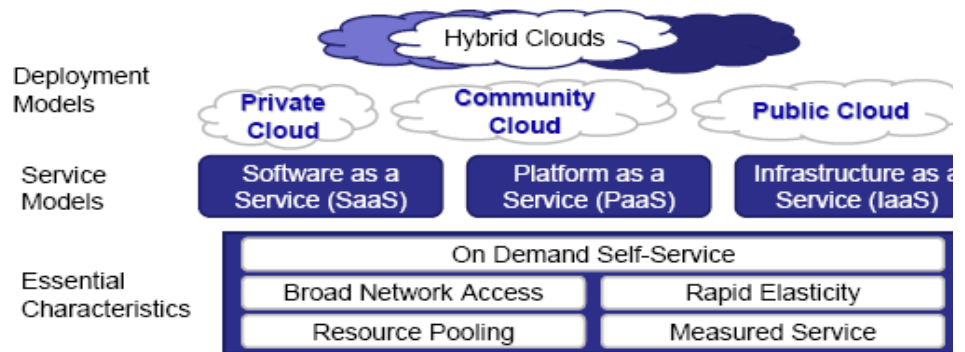 Hybrid Clouds
Deployment
Models
Private
Cloud
Community
Cloud
Public Cloud
Service
Models
Software as a
Service (SaaS)
Platform as a
Service (PaaS)
Infrastructure as a
Service (IaaS)
Essential
Characteristics
On Demand Self-Service
Broad Network Access
Rapid Elasticity
Resource Pooling
Measured Service